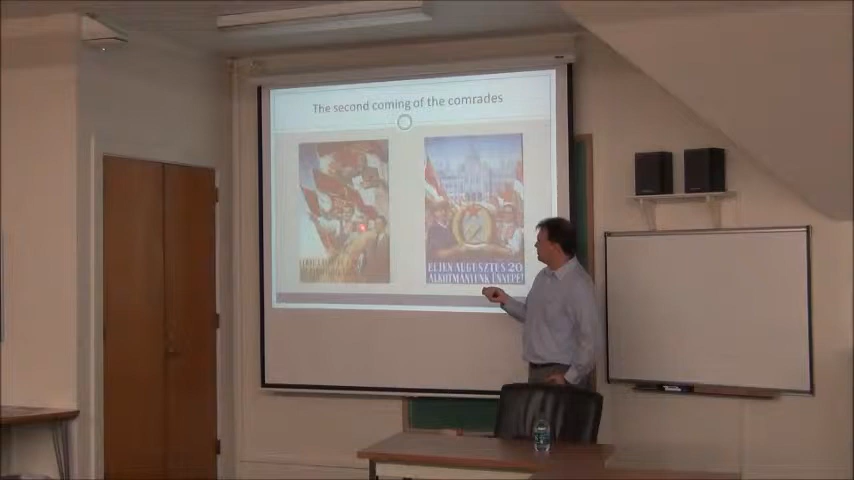 The second coming of the comrades
ÉLJEN AUGUSZTUS 20
ALKOTMÁNYUNK ÜNNEPE!